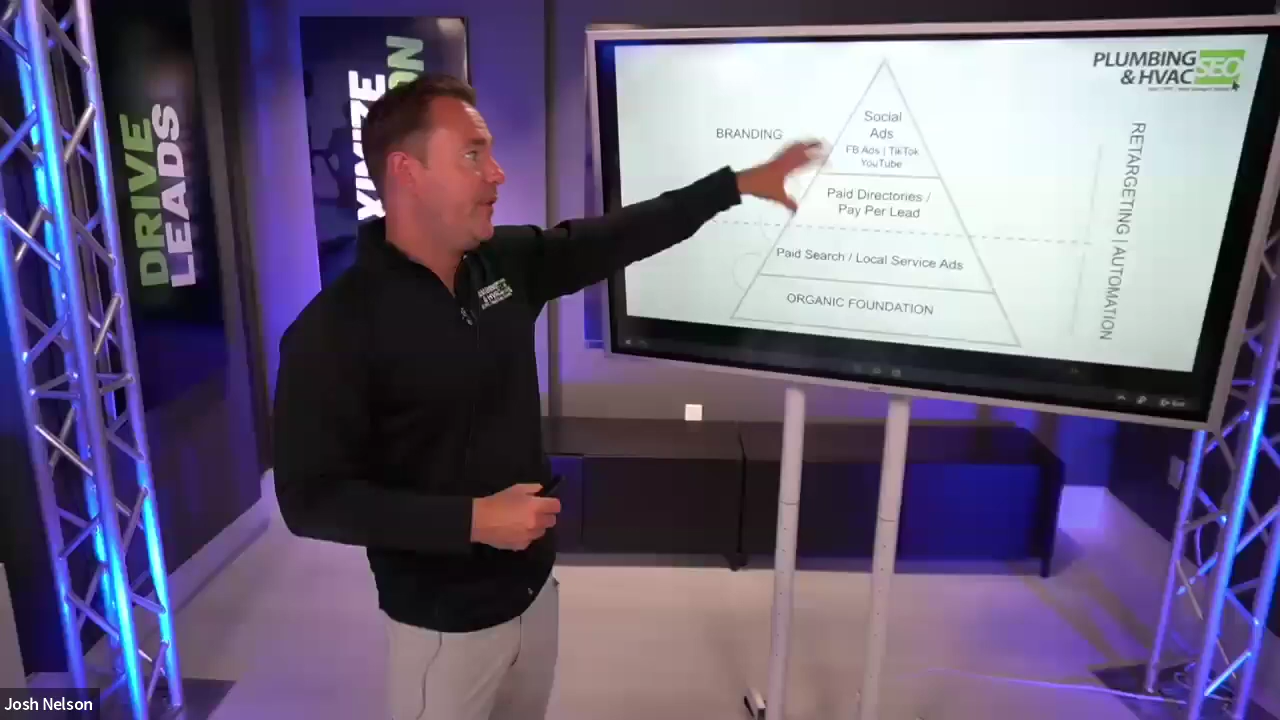 DRIVE
LEADS
PLUMBING
& HVAC SEO
BRANDING
Social
Ads
FB Ads | TikTok
YouTube
Paid Directories /
Pay Per Lead
Paid Search / Local Service Ads
ORGANIC FOUNDATION
RETARGETING | AUTOMATION
Josh Nelson